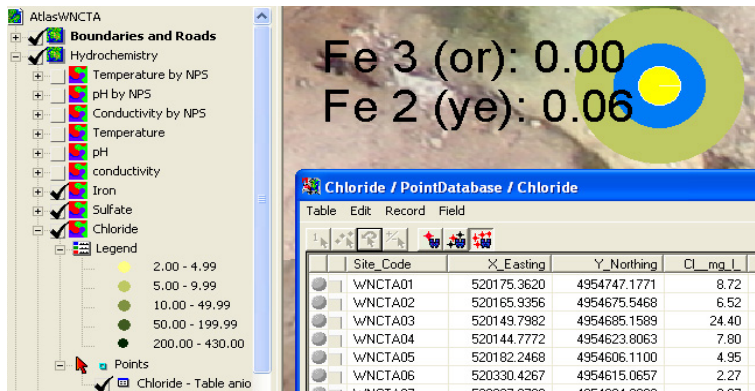 AtlasWNCTA
Boundaries and Roads
Hydrochemistry
Temperature by NPS
pH by NPS
Conductivity by NPS
Temperature
pH
conductivity
Iron
Sulfate
Chloride
Legend
2.00 - 4.99
5.00 - 9.99
10.00 - 49.99
50.00 - 199.99
200.00 - 430.00
Points
Chloride - Table anio
Fe 3 (or): 0.00
Fe 2 (ye): 0.06
Chloride / PointDatabase / Chloride
Table Edit Record Field
Site_Code X_Easting Y_Northing Cl__mg_l_
WNCTA01 520175.3620 4954747.1771 8.72
WNCTA02 520165.9356 4954675.5468 6.52
WNCTA03 520149.7982 4954685.1589 24.40
WNCTA04 520144.7772 4954623.8063 7.80
WNCTA05 520182.2468 4954606.1100 4.95
WNCTA06 520330.4267 4954615.0657 2.27